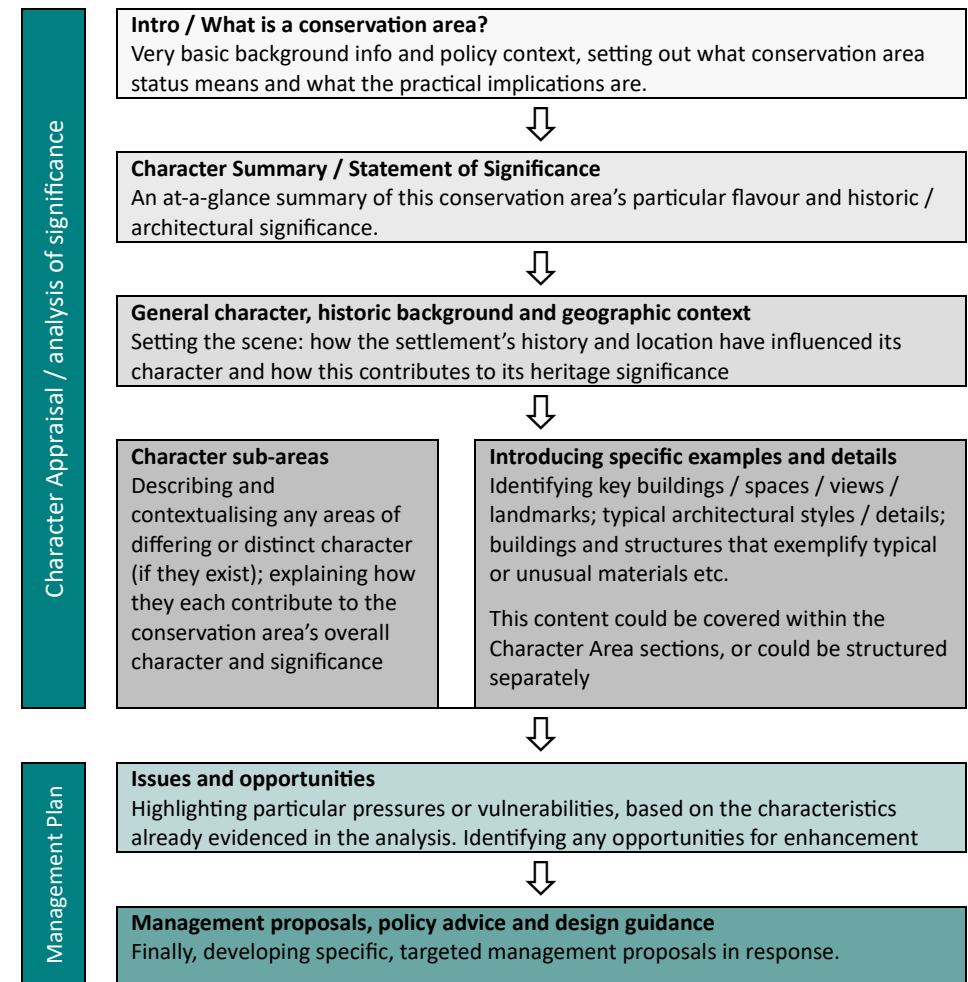 Character Appraisal / analysis of significance
Intro / What is a conservation area?
Very basic background info and policy context, setting out what conservation area
status means and what the practical implications are.
Character Summary / Statement of Significance
An at-a-glance summary of this conservation area’s particular flavour and historic /
architectural significance.
General character, historic background and geographic context
Setting the scene: how the settlement’s history and location have influenced its
character and how this contributes to its heritage significance
Character sub-areas
Describing and
contextualising any areas of
differing or distinct character
(if they exist); explaining how
they each contribute to the
conservation area’s overall
character and significance
Introducing specific examples and details
Identifying key buildings / spaces / views /
landmarks; typical architectural styles / details;
buildings and structures that exemplify typical
or unusual materials etc.
This content could be covered within the
Character Area sections, or could be structured
separately
Management Plan
Issues and opportunities
Highlighting particular pressures or vulnerabilities, based on the characteristics
already evidenced in the analysis. Identifying any opportunities for enhancement
Management proposals, policy advice and design guidance
Finally, developing specific, targeted management proposals in response.